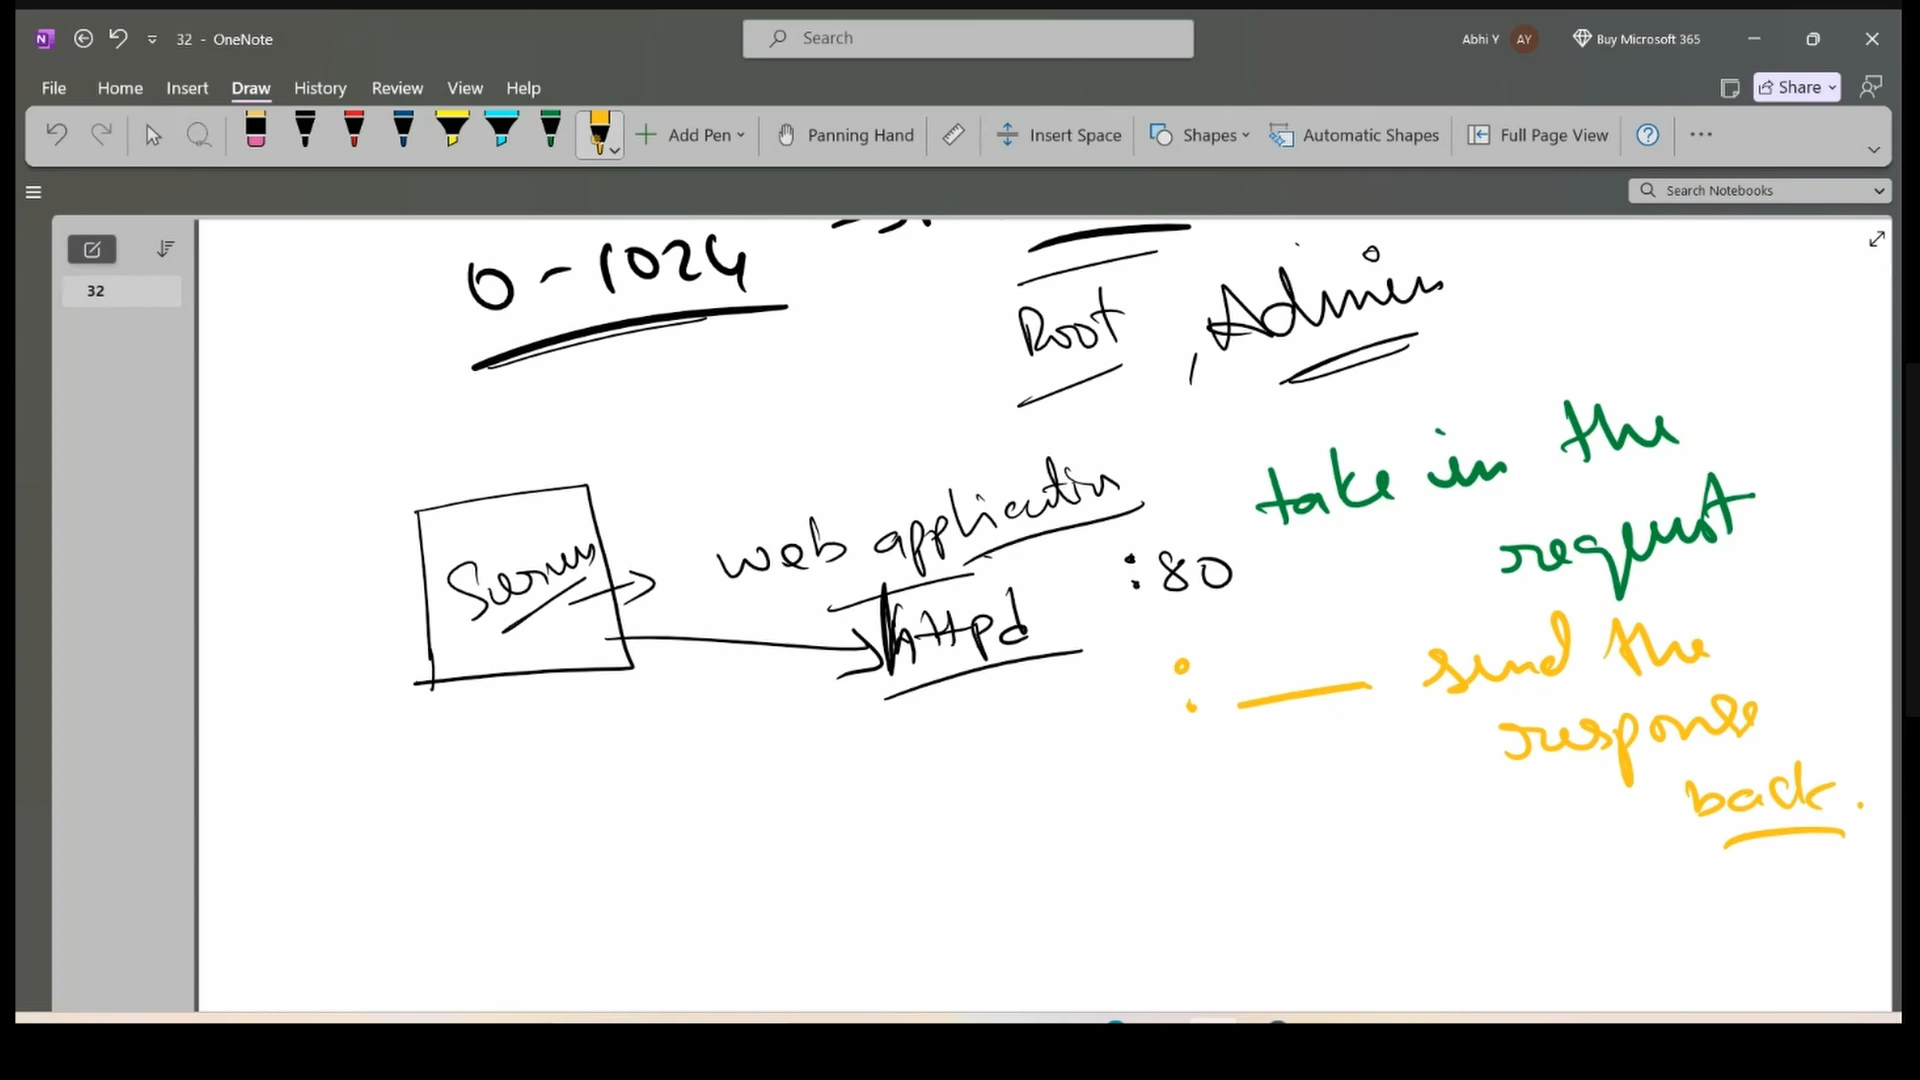 32 - OneNote
Search
Abhi Y AY
Buy Microsoft 365
File Home Insert Draw History Review View Help
Share
Add Pen
Panning Hand
Insert Space
Shapes
Automatic Shapes
Full Page View
Search Notebooks
32
0-1024
Root, Admin
take in the
request
web application
:80
httpd
: send the
response
back.